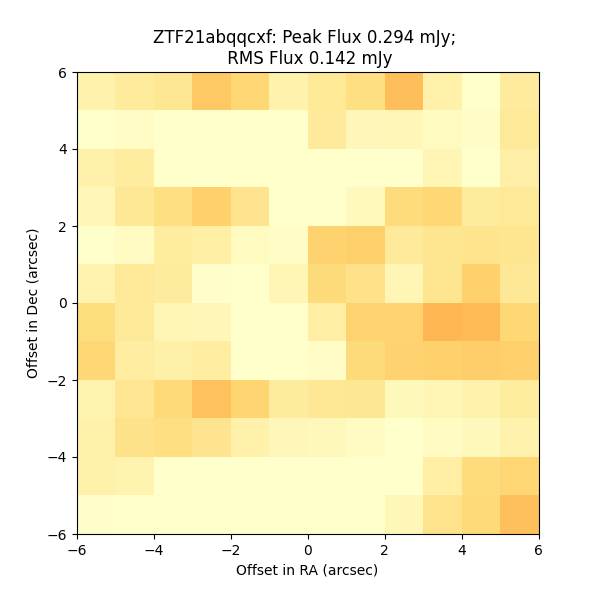 ZTF21abqqcxf: Peak Flux 0.294 mJy;
RMS Flux 0.142 mJy
6
4
2
0
−2
−4
−6
Offset in Dec (arcsec)
−6 −4 −2 0 2 4 6
Offset in RA (arcsec)